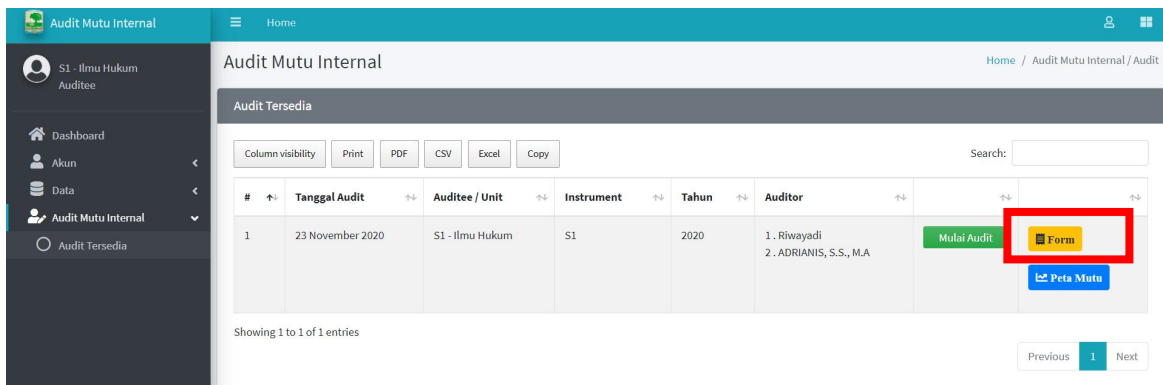 Audit Mutu Internal
Home
S1 - Ilmu Hukum
Auditee
Dashboard
Akun
Data
Audit Mutu Internal
Audit Tersedia
Audit Mutu Internal
Home / Audit Mutu Internal / Audit
Audit Tersedia
Column visibility Print PDF CSV Excel Copy
Search:
# Tanggal Audit Auditee / Unit Instrument Tahun Auditor
1 23 November 2020 S1 - Ilmu Hukum S1 2020 1 . Riwayadi Mulai Audit Form
2 . ADRIANIS, S.S., M.A
Peta Mutu
Showing 1 to 1 of 1 entries
Previous 1 Next